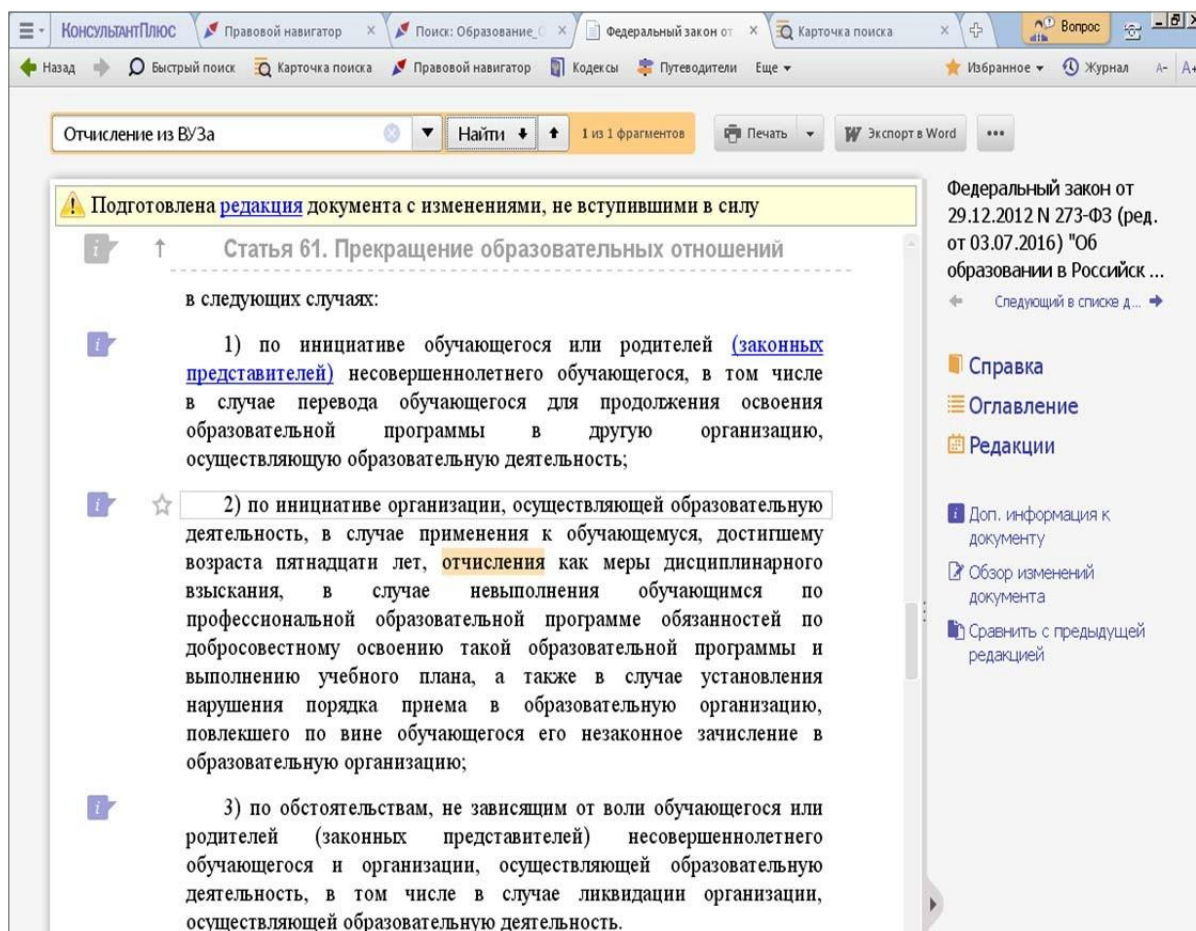 КонсультантПлюс
Правовой навигатор
Поиск: Образование_
Федеральный закон от
Карточка поиска
Вопрос
Назад
Быстрый поиск
Карточка поиска
Правовой навигатор
Кодексы
Путеводители
Еще
Избранное
Журнал
A-
A+
Отчисление из ВУЗа
Найти
1 из 1 фрагментов
Печать
Экспорт в Word
Подготовлена редакция документа с изменениями, не вступившими в силу
Статья 61. Прекращение образовательных отношений
в следующих случаях:
1) по инициативе обучающегося или родителей (законных
представителей) несовершеннолетнего обучающегося, в том числе
в случае перевода обучающегося для продолжения освоения
образовательной программы в другую организацию,
осуществляющую образовательную деятельность;
2) по инициативе организации, осуществляющей образовательную
деятельность, в случае применения к обучающемуся, достигшему
возраста пятнадцати лет, отчисления как меры дисциплинарного
взыскания, в случае невыполнения обучающимся по
профессиональной образовательной программе обязанностей по
добросовестному освоению такой образовательной программы и
выполнению учебного плана, а также в случае установления
нарушения порядка приема в образовательную организацию,
повлекшего по вине обучающегося его незаконное зачисление в
образовательную организацию;
3) по обстоятельствам, не зависящим от воли обучающегося или
родителей (законных представителей) несовершеннолетнего
обучающегося и организации, осуществляющей образовательную
деятельность, в том числе в случае ликвидации организации,
осуществляющей образовательную деятельность.
Федеральный закон от
29.12.2012 N 273-ФЗ (ред.
от 03.07.2016) "Об
образовании в Российск ...
Следующий в списке д...
Справка
Оглавление
Редакции
Доп. информация к
документу
Обзор изменений
документа
Сравнить с предыдущей
редакцией